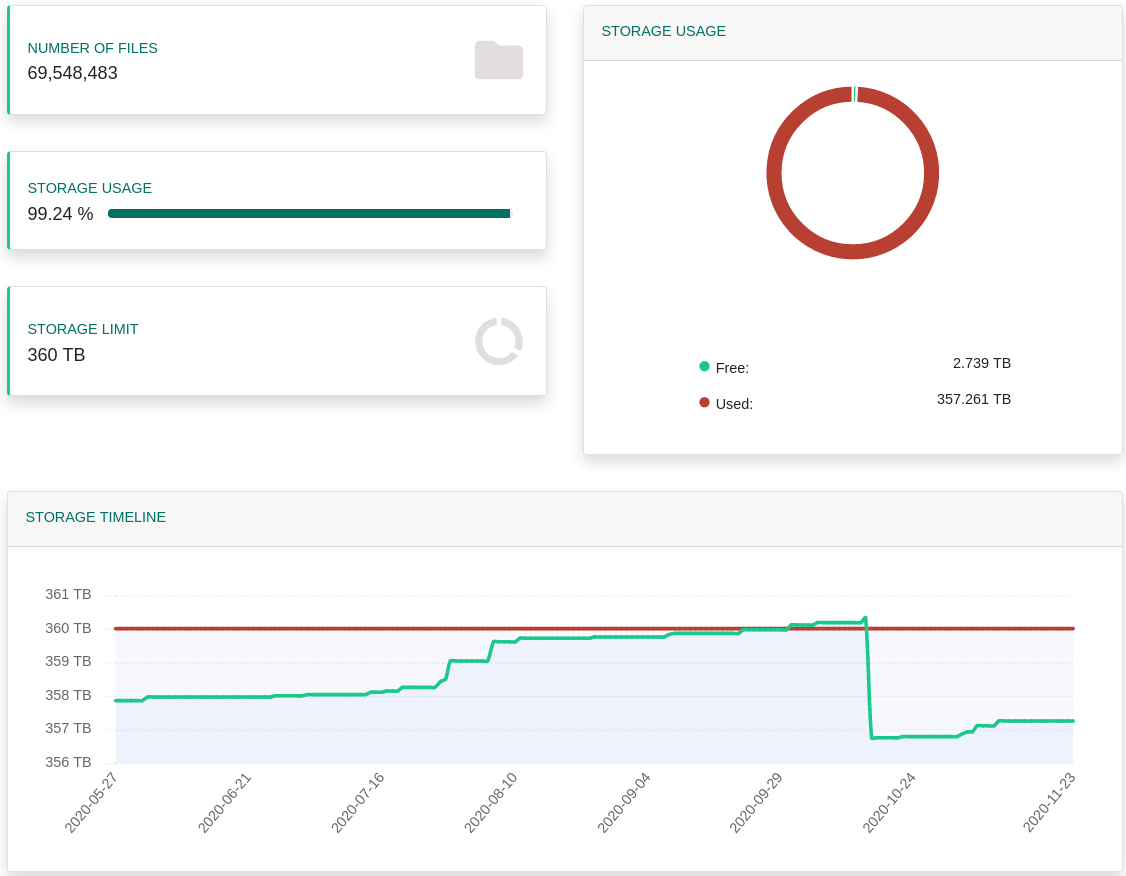 NUMBER OF FILES
69,548,483
STORAGE USAGE
99.24 %
STORAGE LIMIT
360 TB
STORAGE USAGE
Free: 2.739 TB
Used: 357.261 TB
STORAGE TIMELINE
361 TB
360 TB
359 TB
358 TB
357 TB
356 TB
2020-05-27 2020-06-21 2020-07-16 2020-08-10 2020-09-04 2020-09-29 2020-10-24 2020-11-23